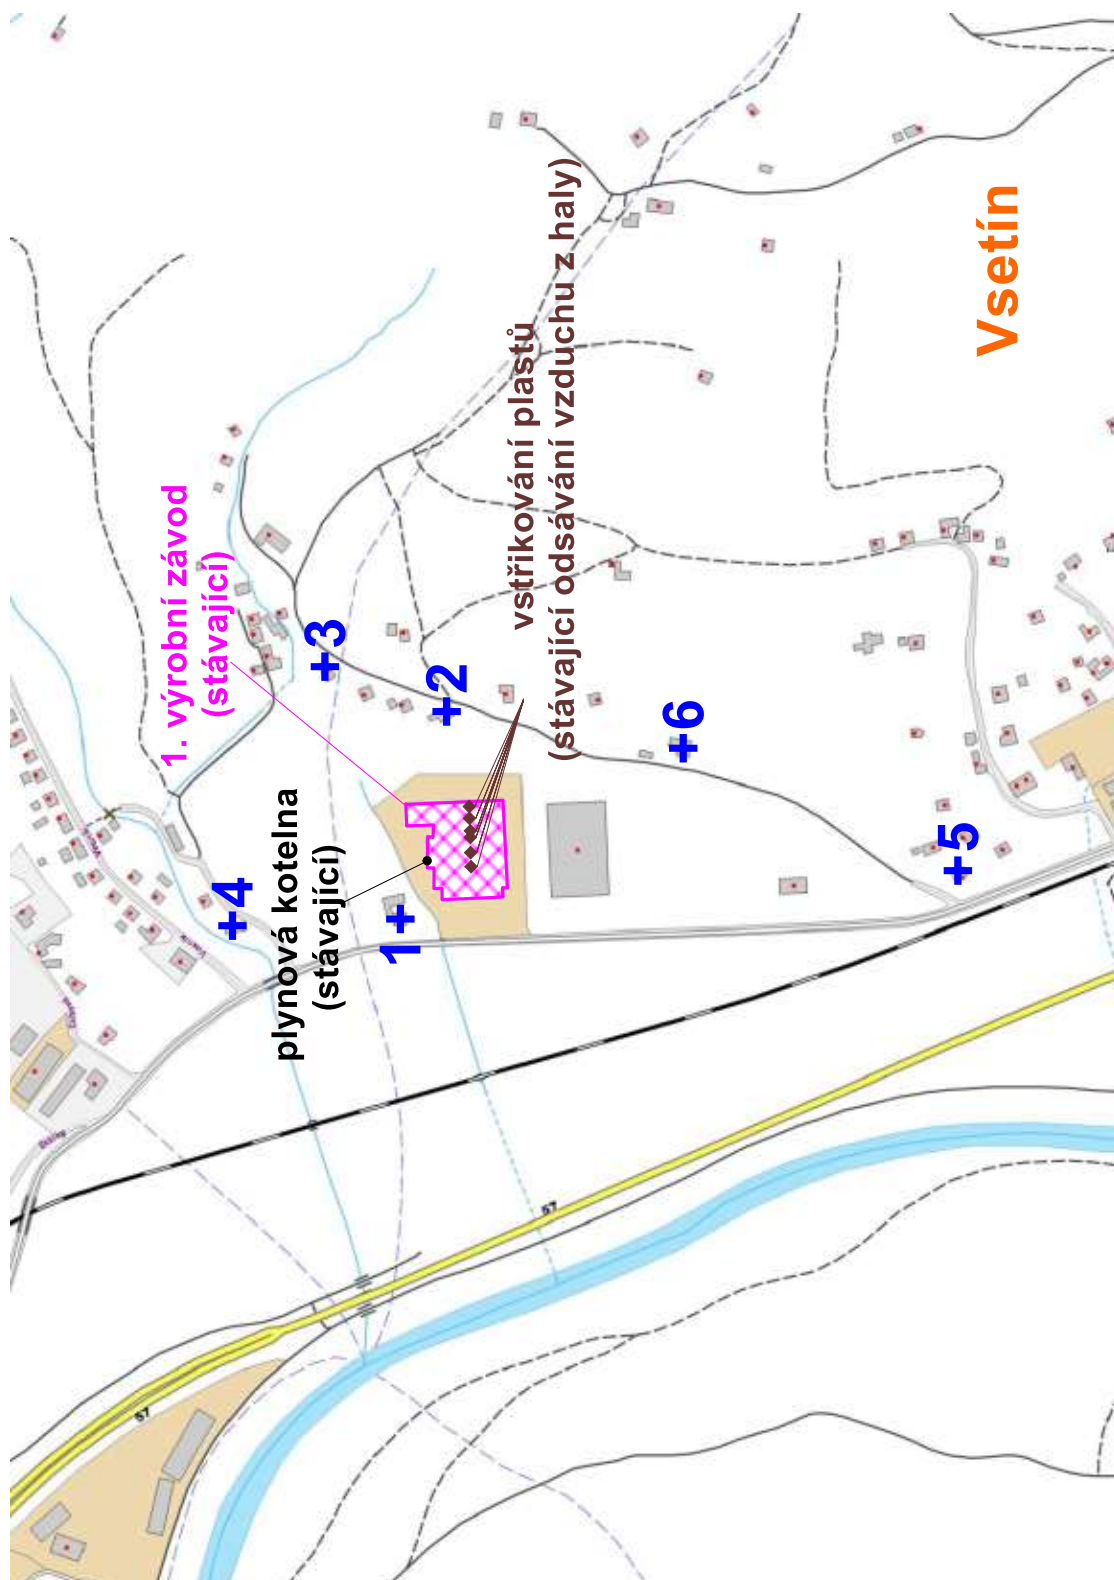 1. výrobní závod
(stávající)
plynová kotelna
(stávající)
vstřikování plastů
(stávající odsávání vzduchu z haly)
Vsetín
+3
+2
+6
+4
1+
+5
57
57